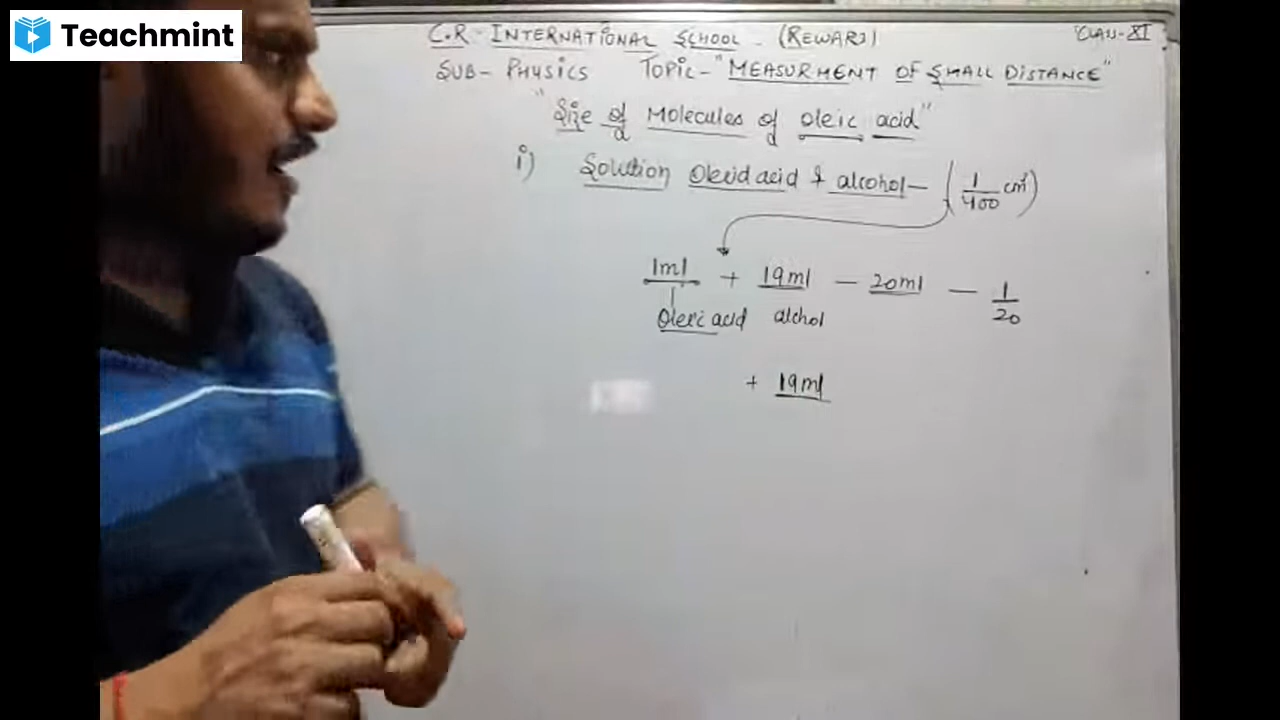 Teachmint
C.R. INTERNATIONAL SCHOOL - (REWARI) CLASS-XI
SUB- PHYSICS TOPIC- "MEASURMENT OF SMALL DISTANCE"
"Size of Molecules of oleic acid"
i) Solution Oleid acid & alcohol— (1/400 cm³)
1ml + 19ml — 20ml — 1/20
Oleic acid alchol
+ 19ml